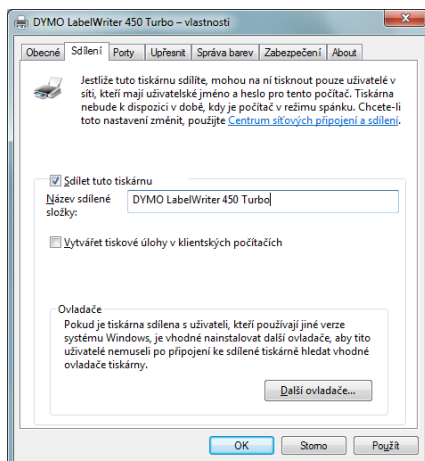 DYMO LabelWriter 450 Turbo – vlastnosti
Obecné Sdílení Porty Upřesnit Správa barev Zabezpečení About
Jestliže tuto tiskárnu sdílíte, mohou na ní tisknout pouze uživatelé v
síti, kteří mají uživatelské jméno a heslo pro tento počítač. Tiskárna
nebude k dispozici v době, kdy je počítač v režimu spánku. Chcete-li
toto nastavení změnit, použijte Centrum síťových připojení a sdílení.
Sdílet tuto tiskárnu
Název sdílené
složky:
DYMO LabelWriter 450 Turbo
Vytvářet tiskové úlohy v klientských počítačích
Ovladače
Pokud je tiskárna sdílena s uživateli, kteří používají jiné verze
systému Windows, je vhodné nainstalovat další ovladače, aby tito
uživatelé nemuseli po připojení ke sdílené tiskárně hledat vhodné
ovladače tiskárny.
Další ovladače...
OK Storno Použít